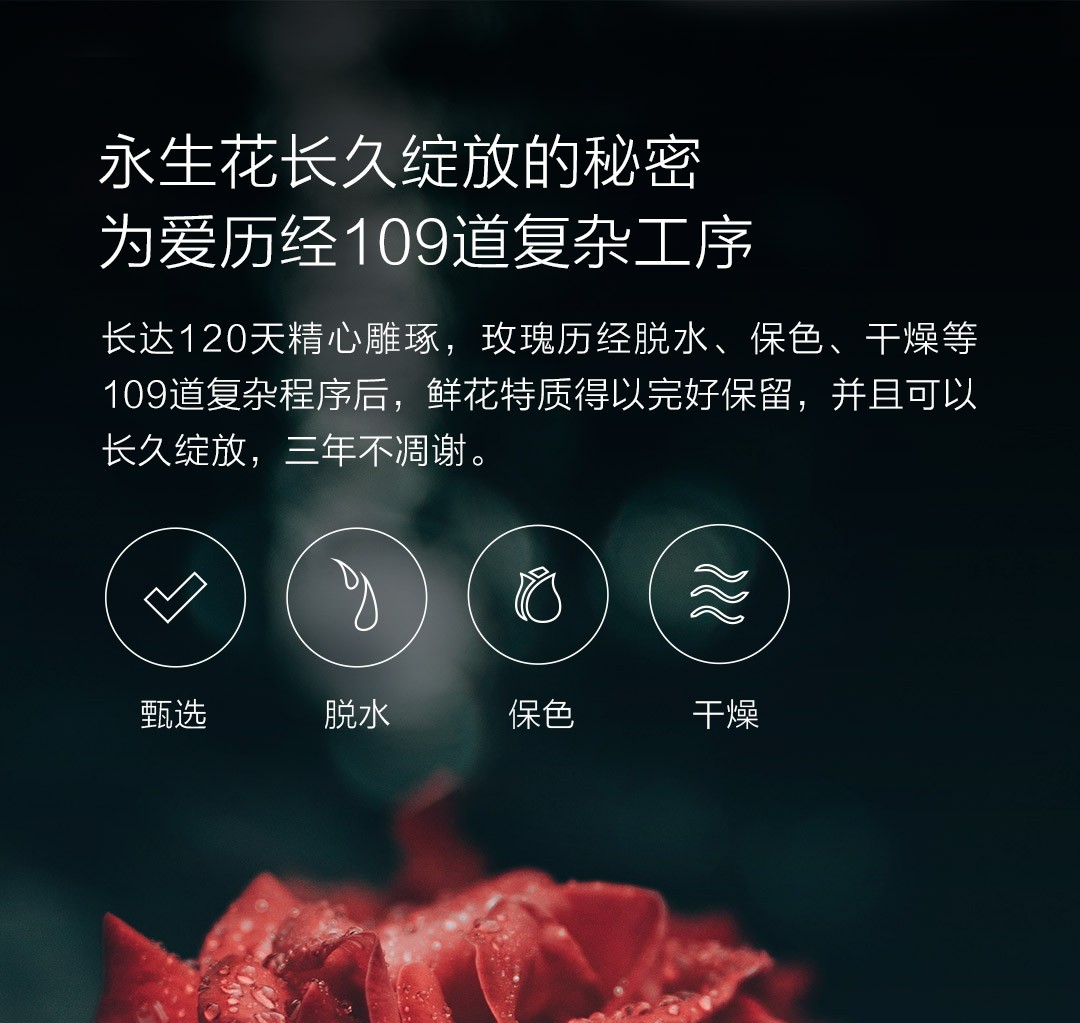 永生花长久绽放的秘密
为爱历经109道复杂工序
长达120天精心雕琢，玫瑰历经脱水、保色、干燥等
109道复杂程序后，鲜花特质得以完好保留，并且可以
长久绽放，三年不凋谢。
甄选
脱水
保色
干燥